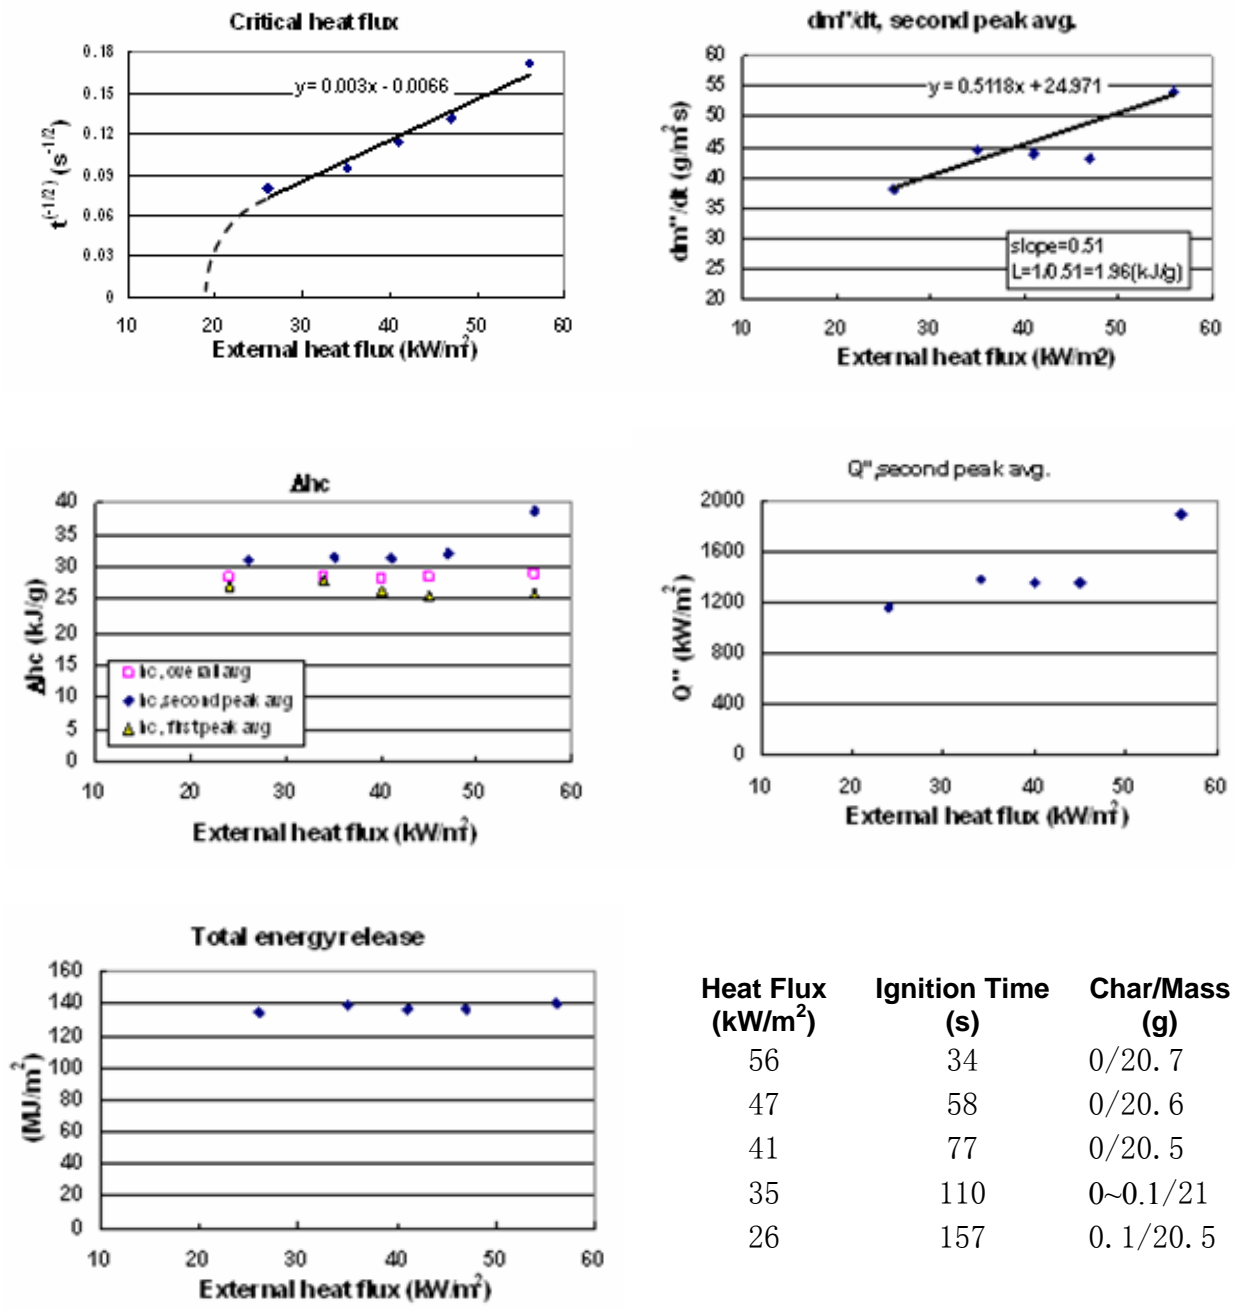 Critical heat flux
0.18
0.15
0.12
0.09
0.06
0.03
0
y = 0.003x - 0.0066
t(-1/2) (s-1/2)
10 20 30 40 50 60
External heat flux (kW/m2)
dm"/dt, second peak avg.
60
55
50
45
40
35
30
25
20
y = 0.5118x + 24.971
slope=0.51
L=1/0.51=1.96(kJ/g)
dm"/dt (g/m2 s)
10 20 30 40 50 60
External heat flux (kW/m2)
Δhc
40
35
30
25
20
15
10
5
0
hc, overall avg
hc,second peak avg
hc, first peak avg
Δhc (kJ/g)
10 20 30 40 50 60
External heat flux (kW/m2)
Q",second peak avg.
2000
1600
1200
800
400
0
Q" (kW/m2)
10 20 30 40 50 60
External heat flux (kW/m2)
Total energy release
160
140
120
100
80
60
40
20
0
(MJ/m2)
10 20 30 40 50 60
External heat flux (kW/m2)
Heat Flux Ignition Time Char/Mass
(kW/m2) (s) (g)
56 34 0/20.7
47 58 0/20.6
41 77 0/20.5
35 110 0~0.1/21
26 157 0.1/20.5